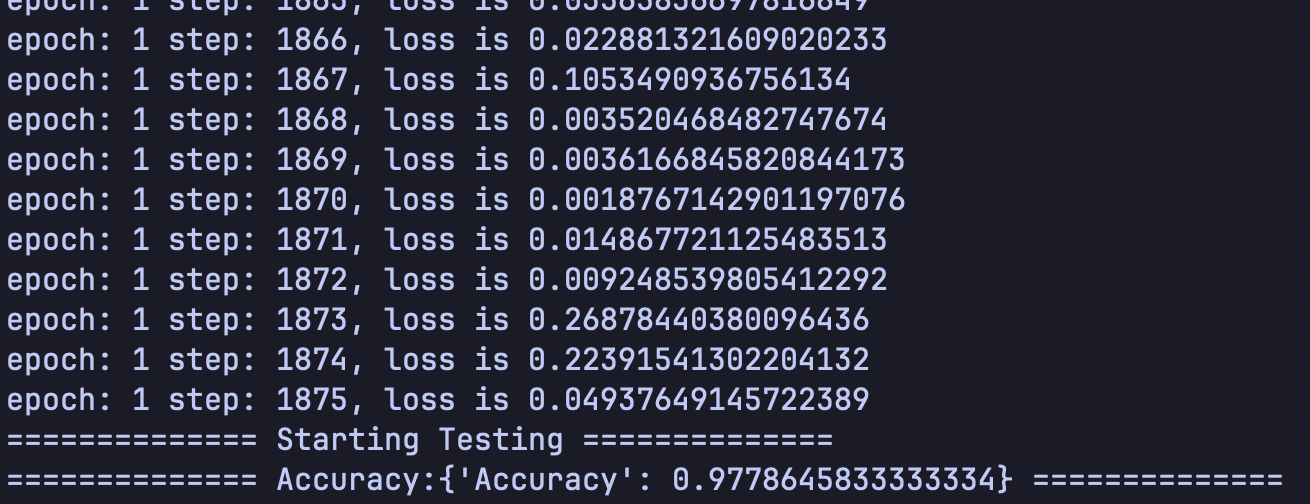 epoch: 1 step: 1865, loss is 0.03363836697816849
epoch: 1 step: 1866, loss is 0.022881321609020233
epoch: 1 step: 1867, loss is 0.1053490936756134
epoch: 1 step: 1868, loss is 0.003520468482747674
epoch: 1 step: 1869, loss is 0.0036166845820844173
epoch: 1 step: 1870, loss is 0.0018767142901197076
epoch: 1 step: 1871, loss is 0.014867721125483513
epoch: 1 step: 1872, loss is 0.009248539805412292
epoch: 1 step: 1873, loss is 0.26878440380096436
epoch: 1 step: 1874, loss is 0.22391541302204132
epoch: 1 step: 1875, loss is 0.04937649145722389
============== Starting Testing ==============
============== Accuracy:{'Accuracy': 0.9778645833333334} ==============